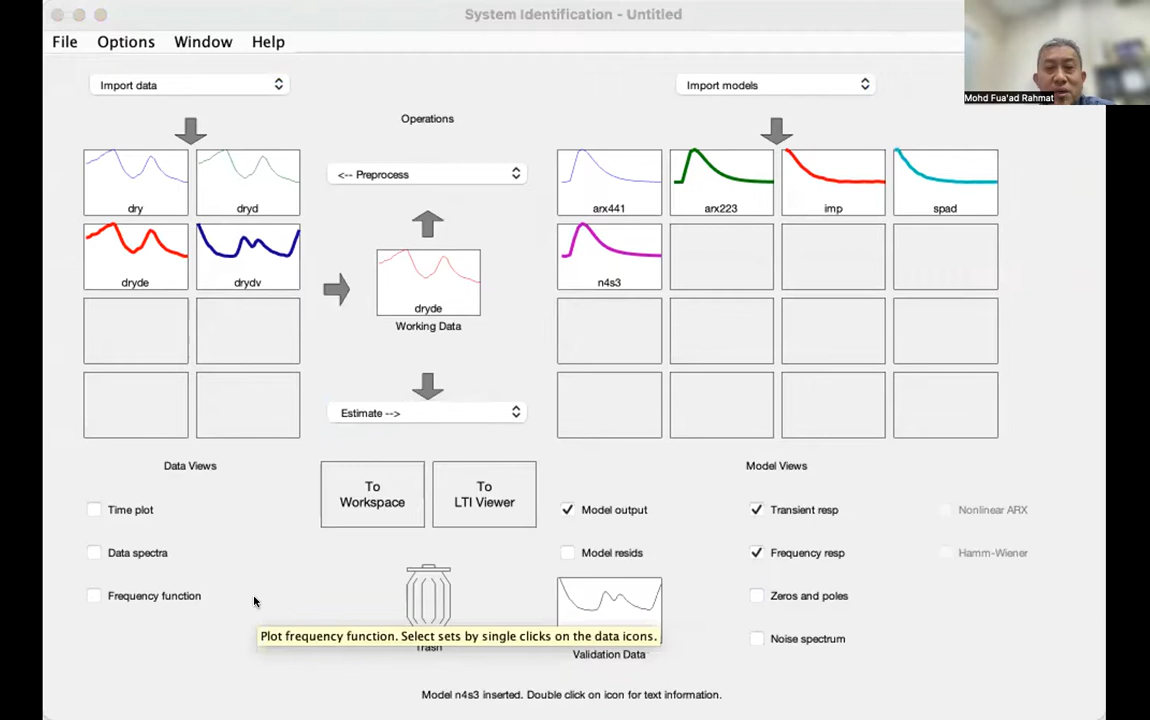 System Identification - Untitled
File Options Window Help
Mohd Fua'ad Rahmat
Import data
Import models
Operations
<-- Preprocess
dry
dryd
arx441
arx223
imp
spad
dryde
drydv
n4s3
dryde
Working Data
Estimate -->
Data Views
Model Views
To
Workspace
To
LTI Viewer
Time plot
Model output
Transient resp
Nonlinear ARX
Data spectra
Model resids
Frequency resp
Hamm-Wiener
Frequency function
Zeros and poles
Plot frequency function. Select sets by single clicks on the data icons.
Noise spectrum
Trash
Validation Data
Model n4s3 inserted. Double click on icon for text information.